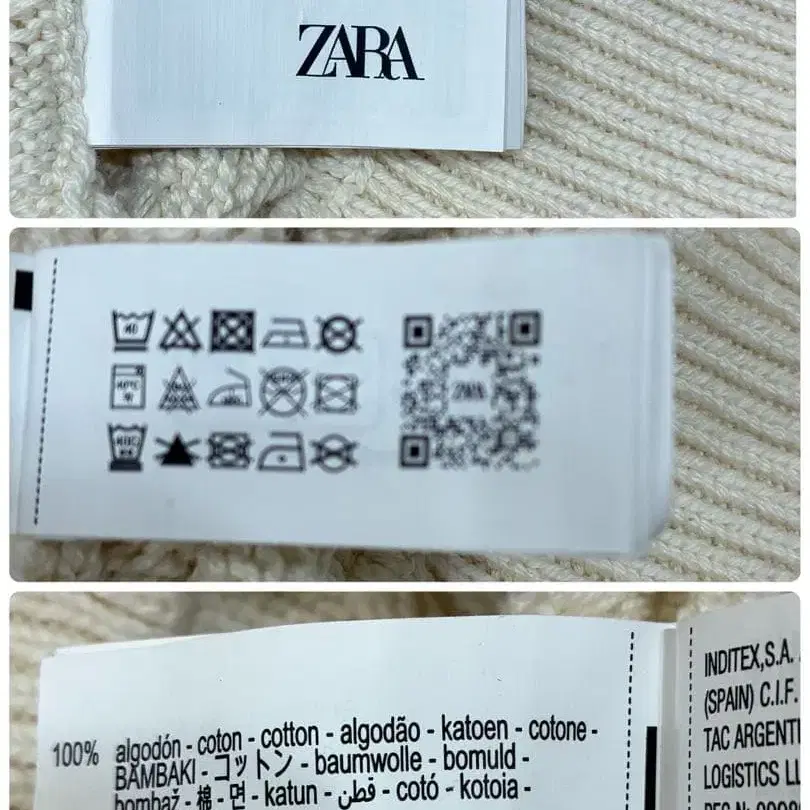 ZARA
40
100% algodón - coton - cotton - algodão - katoen - cotone -
BAMBAKI - コットン - baumwolle - bomuld -
bombaž - 棉 - 면 - katun - قطن - cotó - kotoia -
INDITEX,S.A.
(SPAIN) C.I.F.
TAC ARGENTI
LOGISTICS LL